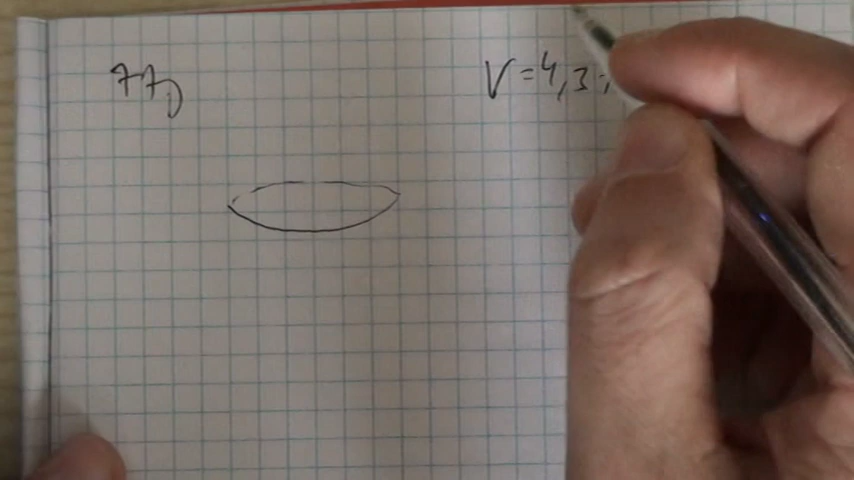 77)
V = 4,3